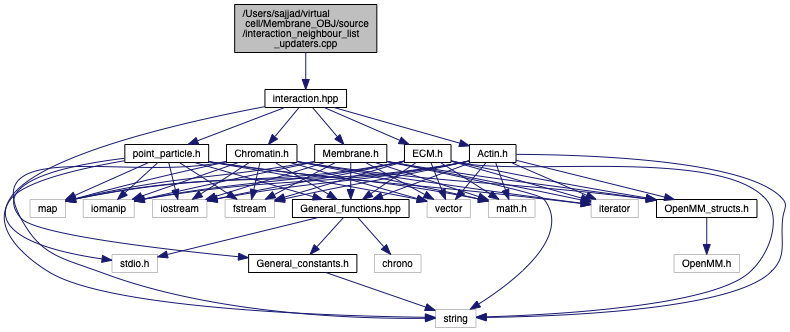 /Users/sajjad/virtual
cell/Membrane_OBJ/source
/interaction_neighbour_list
_updaters.cpp
interaction.hpp
point_particle.h
Chromatin.h
Membrane.h
ECM.h
Actin.h
map
iomanip
iostream
fstream
General_functions.hpp
vector
math.h
iterator
OpenMM_structs.h
stdio.h
General_constants.h
chrono
OpenMM.h
string